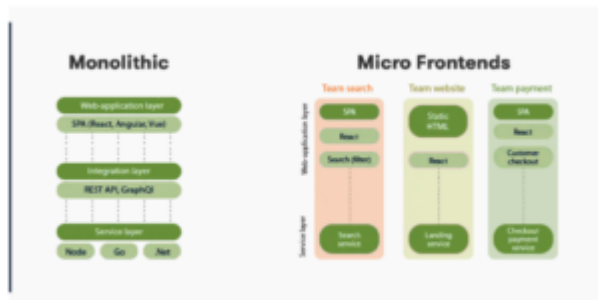 Monolithic
Web-application layer
SPA (React, Angular, Vue)
Integration layer
REST API, GraphQl
Service layer
Node
Go
.Net
Micro Frontends
Team search
Team website
Team payment
Web-application layer
Service layer
SPA
React
Search (filter)
Search
service
Static
HTML
React
Landing
service
SPA
React
Customer
checkout
Checkout
payment
service